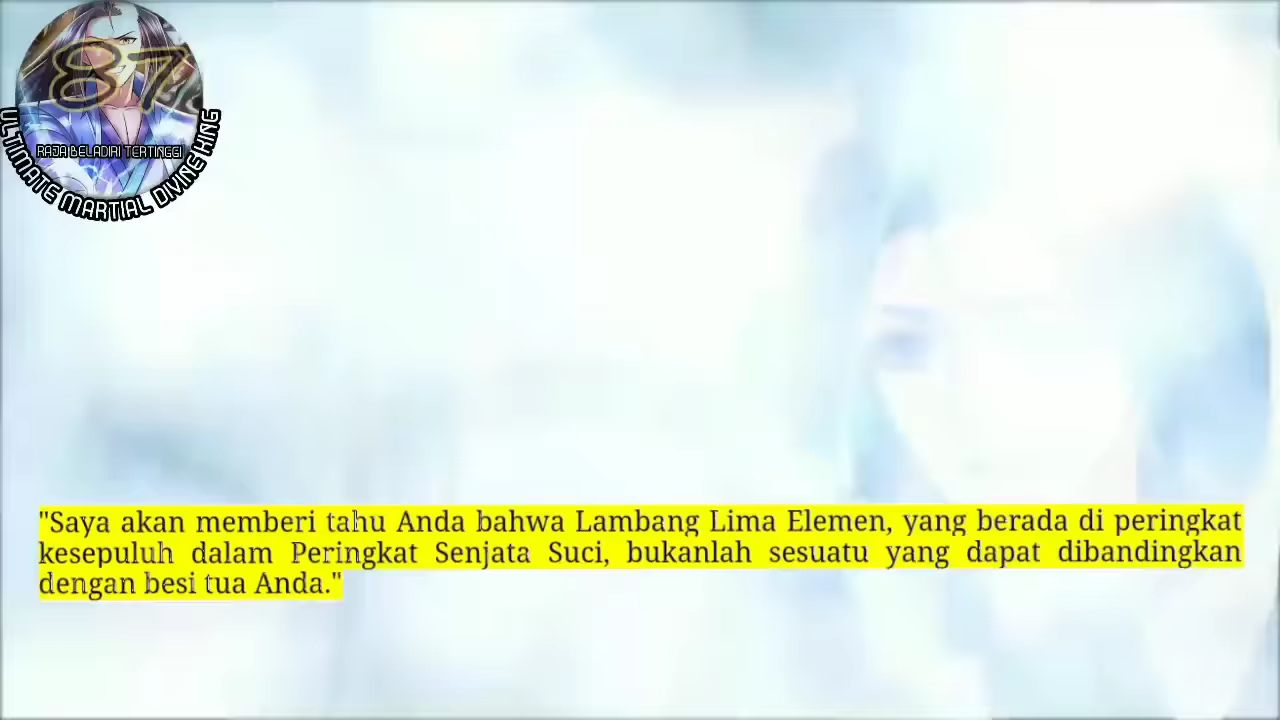 87
RAJA BELADIRI TERTINGGI
ULTIMATE MARTIAL DIVINE KING
"Saya akan memberi tahu Anda bahwa Lambang Lima Elemen, yang berada di peringkat
kesepuluh dalam Peringkat Senjata Suci, bukanlah sesuatu yang dapat dibandingkan
dengan besi tua Anda."